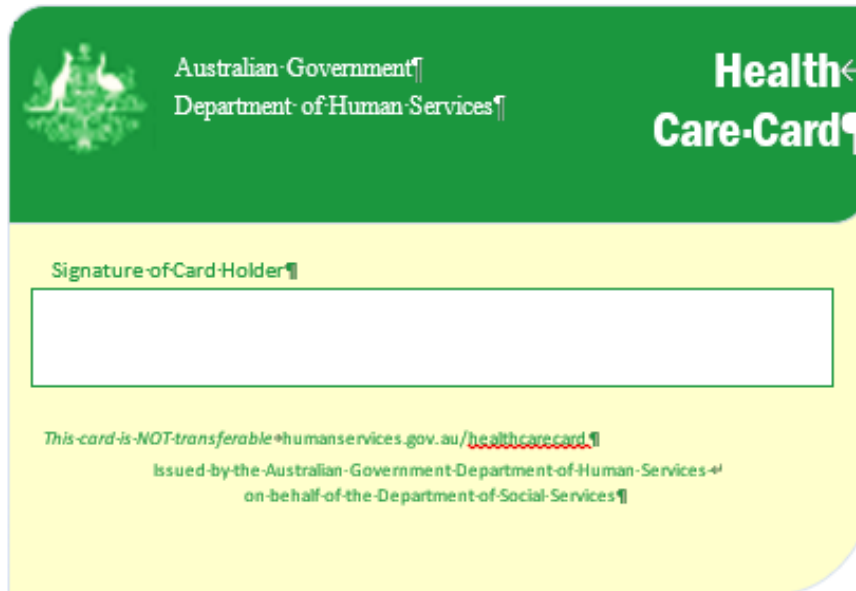 Australian Government¶
Department of Human Services¶
Health
Care Card¶
Signature of Card Holder¶
This card is NOT transferable humanservices.gov.au/healthcarecard ¶
Issued by the Australian Government Department of Human Services ↵
on behalf of the Department of Social Services¶